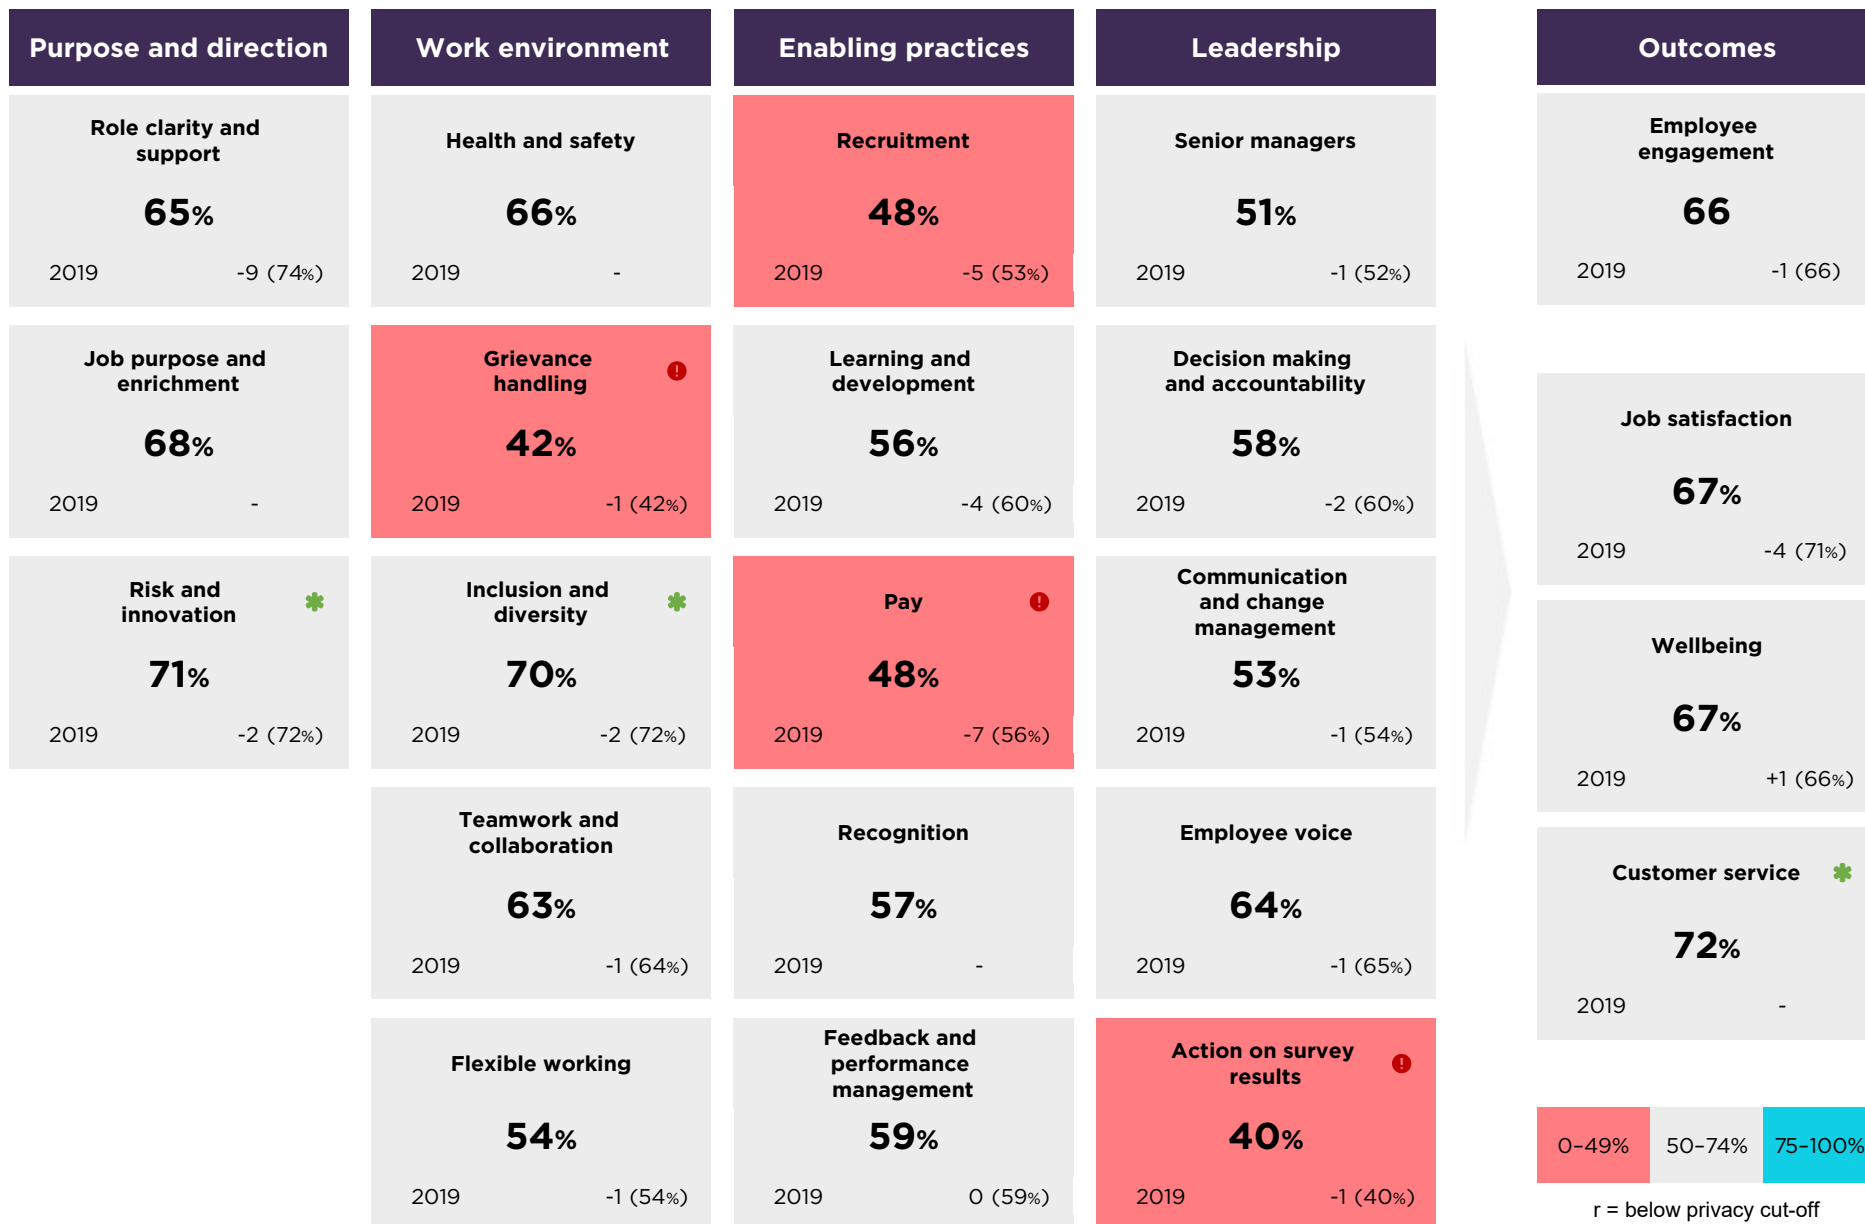 Purpose and direction
Role clarity and
support
65%
2019 -9 (74%)
Job purpose and
enrichment
68%
2019 -
Risk and
innovation
71%
2019 -2 (72%)
Work environment
Health and safety
66%
2019 -
Grievance
handling
42%
2019 -1 (42%)
Inclusion and
diversity
70%
2019 -2 (72%)
Teamwork and
collaboration
63%
2019 -1 (64%)
Flexible working
54%
2019 -1 (54%)
Enabling practices
Recruitment
48%
2019 -5 (53%)
Learning and
development
56%
2019 -4 (60%)
Pay
48%
2019 -7 (56%)
Recognition
57%
2019 -
Feedback and
performance
management
59%
2019 0 (59%)
Leadership
Senior managers
51%
2019 -1 (52%)
Decision making
and accountability
58%
2019 -2 (60%)
Communication
and change
management
53%
2019 -1 (54%)
Employee voice
64%
2019 -1 (65%)
Action on survey
results
40%
2019 -1 (40%)
Outcomes
Employee
engagement
66
2019 -1 (66)
Job satisfaction
67%
2019 -4 (71%)
Wellbeing
67%
2019 +1 (66%)
Customer service
72%
2019 -
0–49% 50–74% 75–100%
r = below privacy cut-off